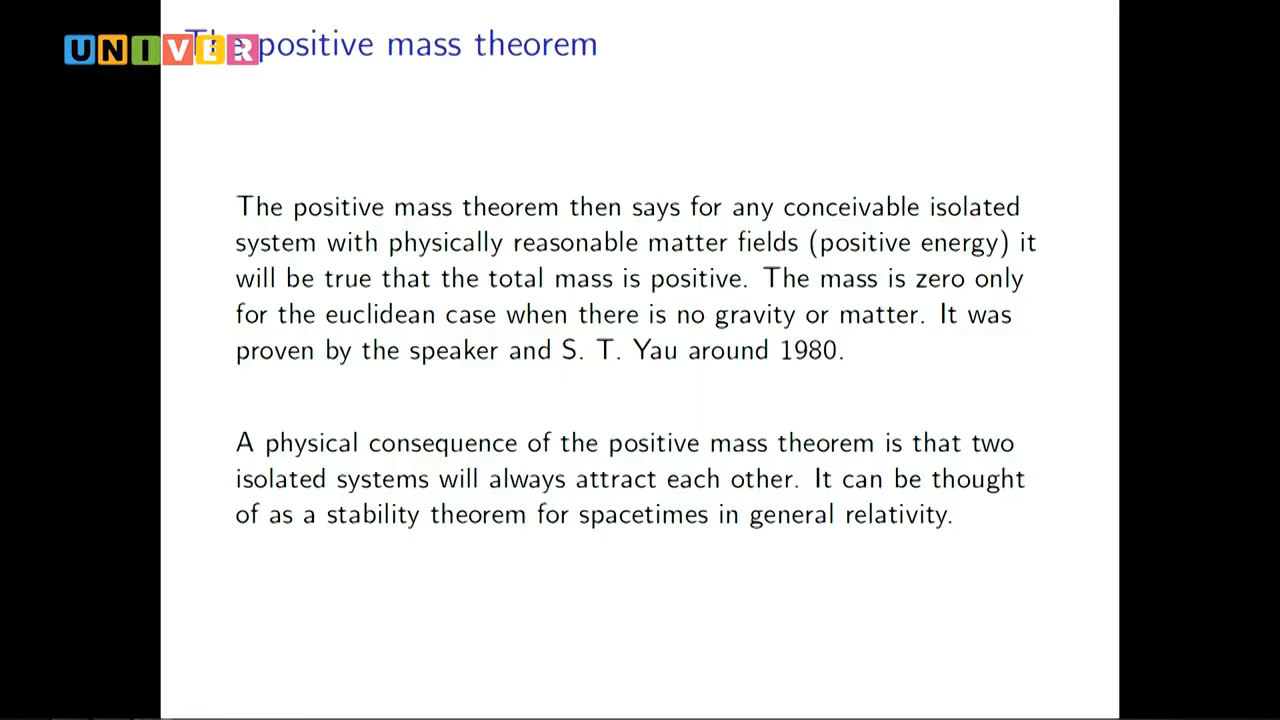 UNIVER
The positive mass theorem
The positive mass theorem then says for any conceivable isolated
system with physically reasonable matter fields (positive energy) it
will be true that the total mass is positive. The mass is zero only
for the euclidean case when there is no gravity or matter. It was
proven by the speaker and S. T. Yau around 1980.
A physical consequence of the positive mass theorem is that two
isolated systems will always attract each other. It can be thought
of as a stability theorem for spacetimes in general relativity.